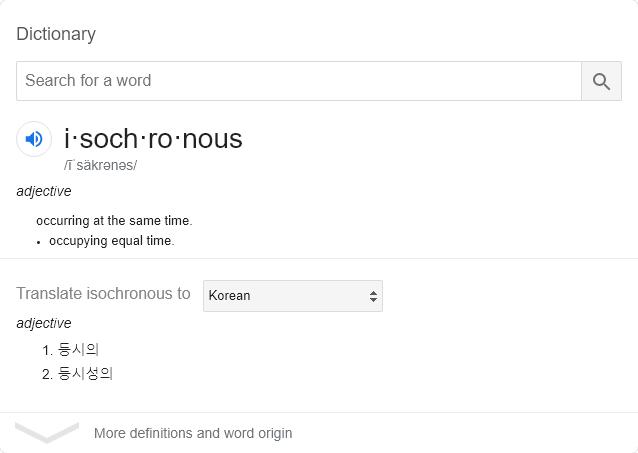 Dictionary
Search for a word
i·soch·ro·nous
/īˈsäkrənəs/
adjective
occurring at the same time.
• occupying equal time.
Translate isochronous to Korean
adjective
1. 등시의
2. 등시성의
More definitions and word origin